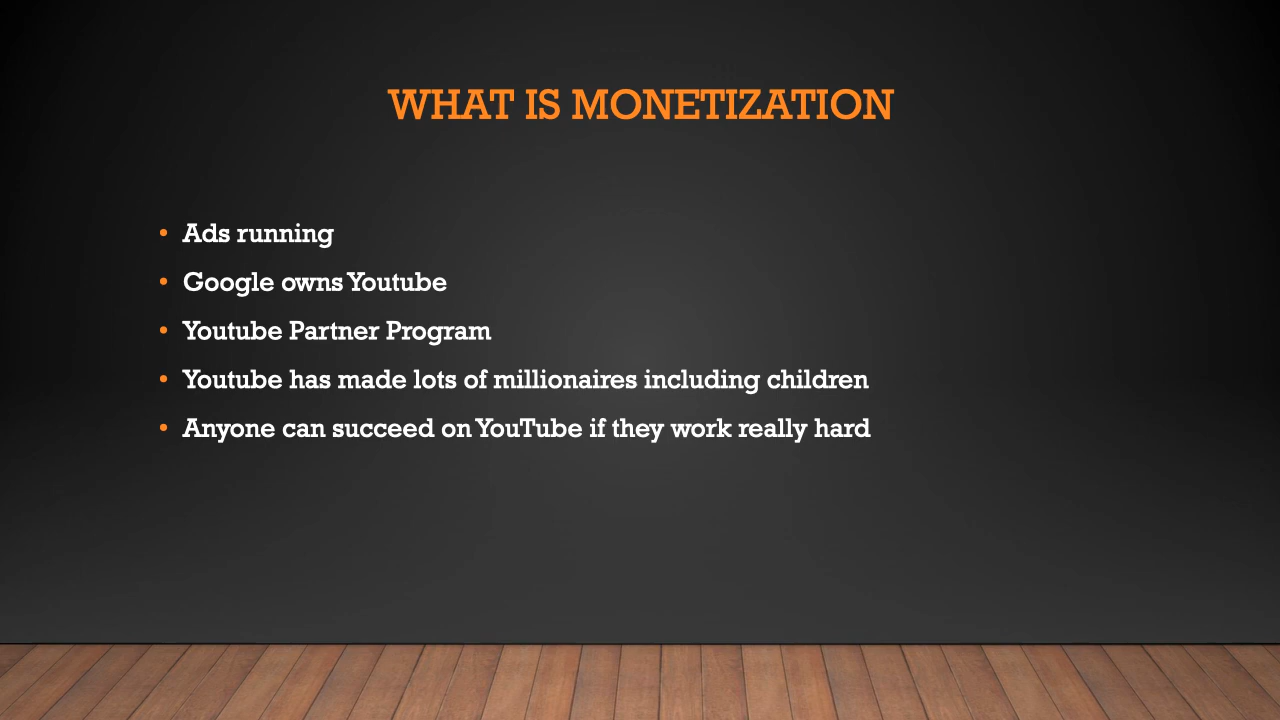 WHAT IS MONETIZATION
• Ads running
• Google owns Youtube
• Youtube Partner Program
• Youtube has made lots of millionaires including children
• Anyone can succeed on YouTube if they work really hard